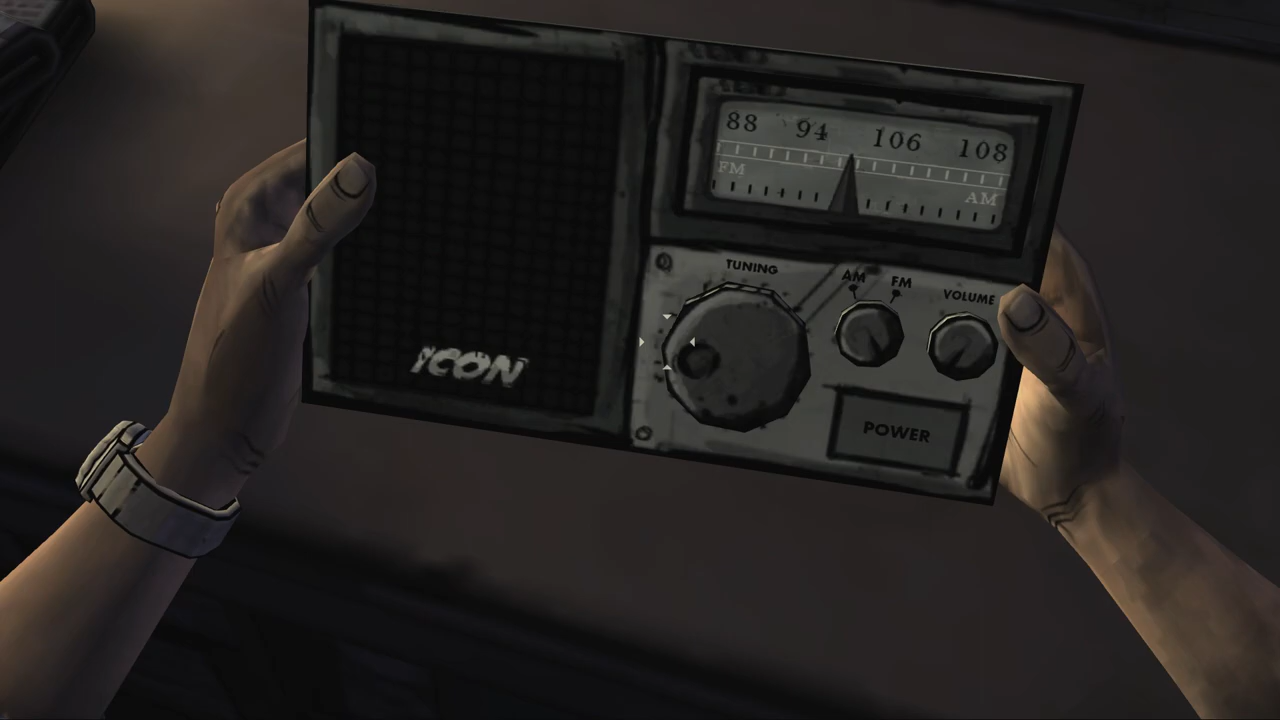 88 94 106 108
FM
AM
TUNING
AM FM
VOLUME
ICON
POWER